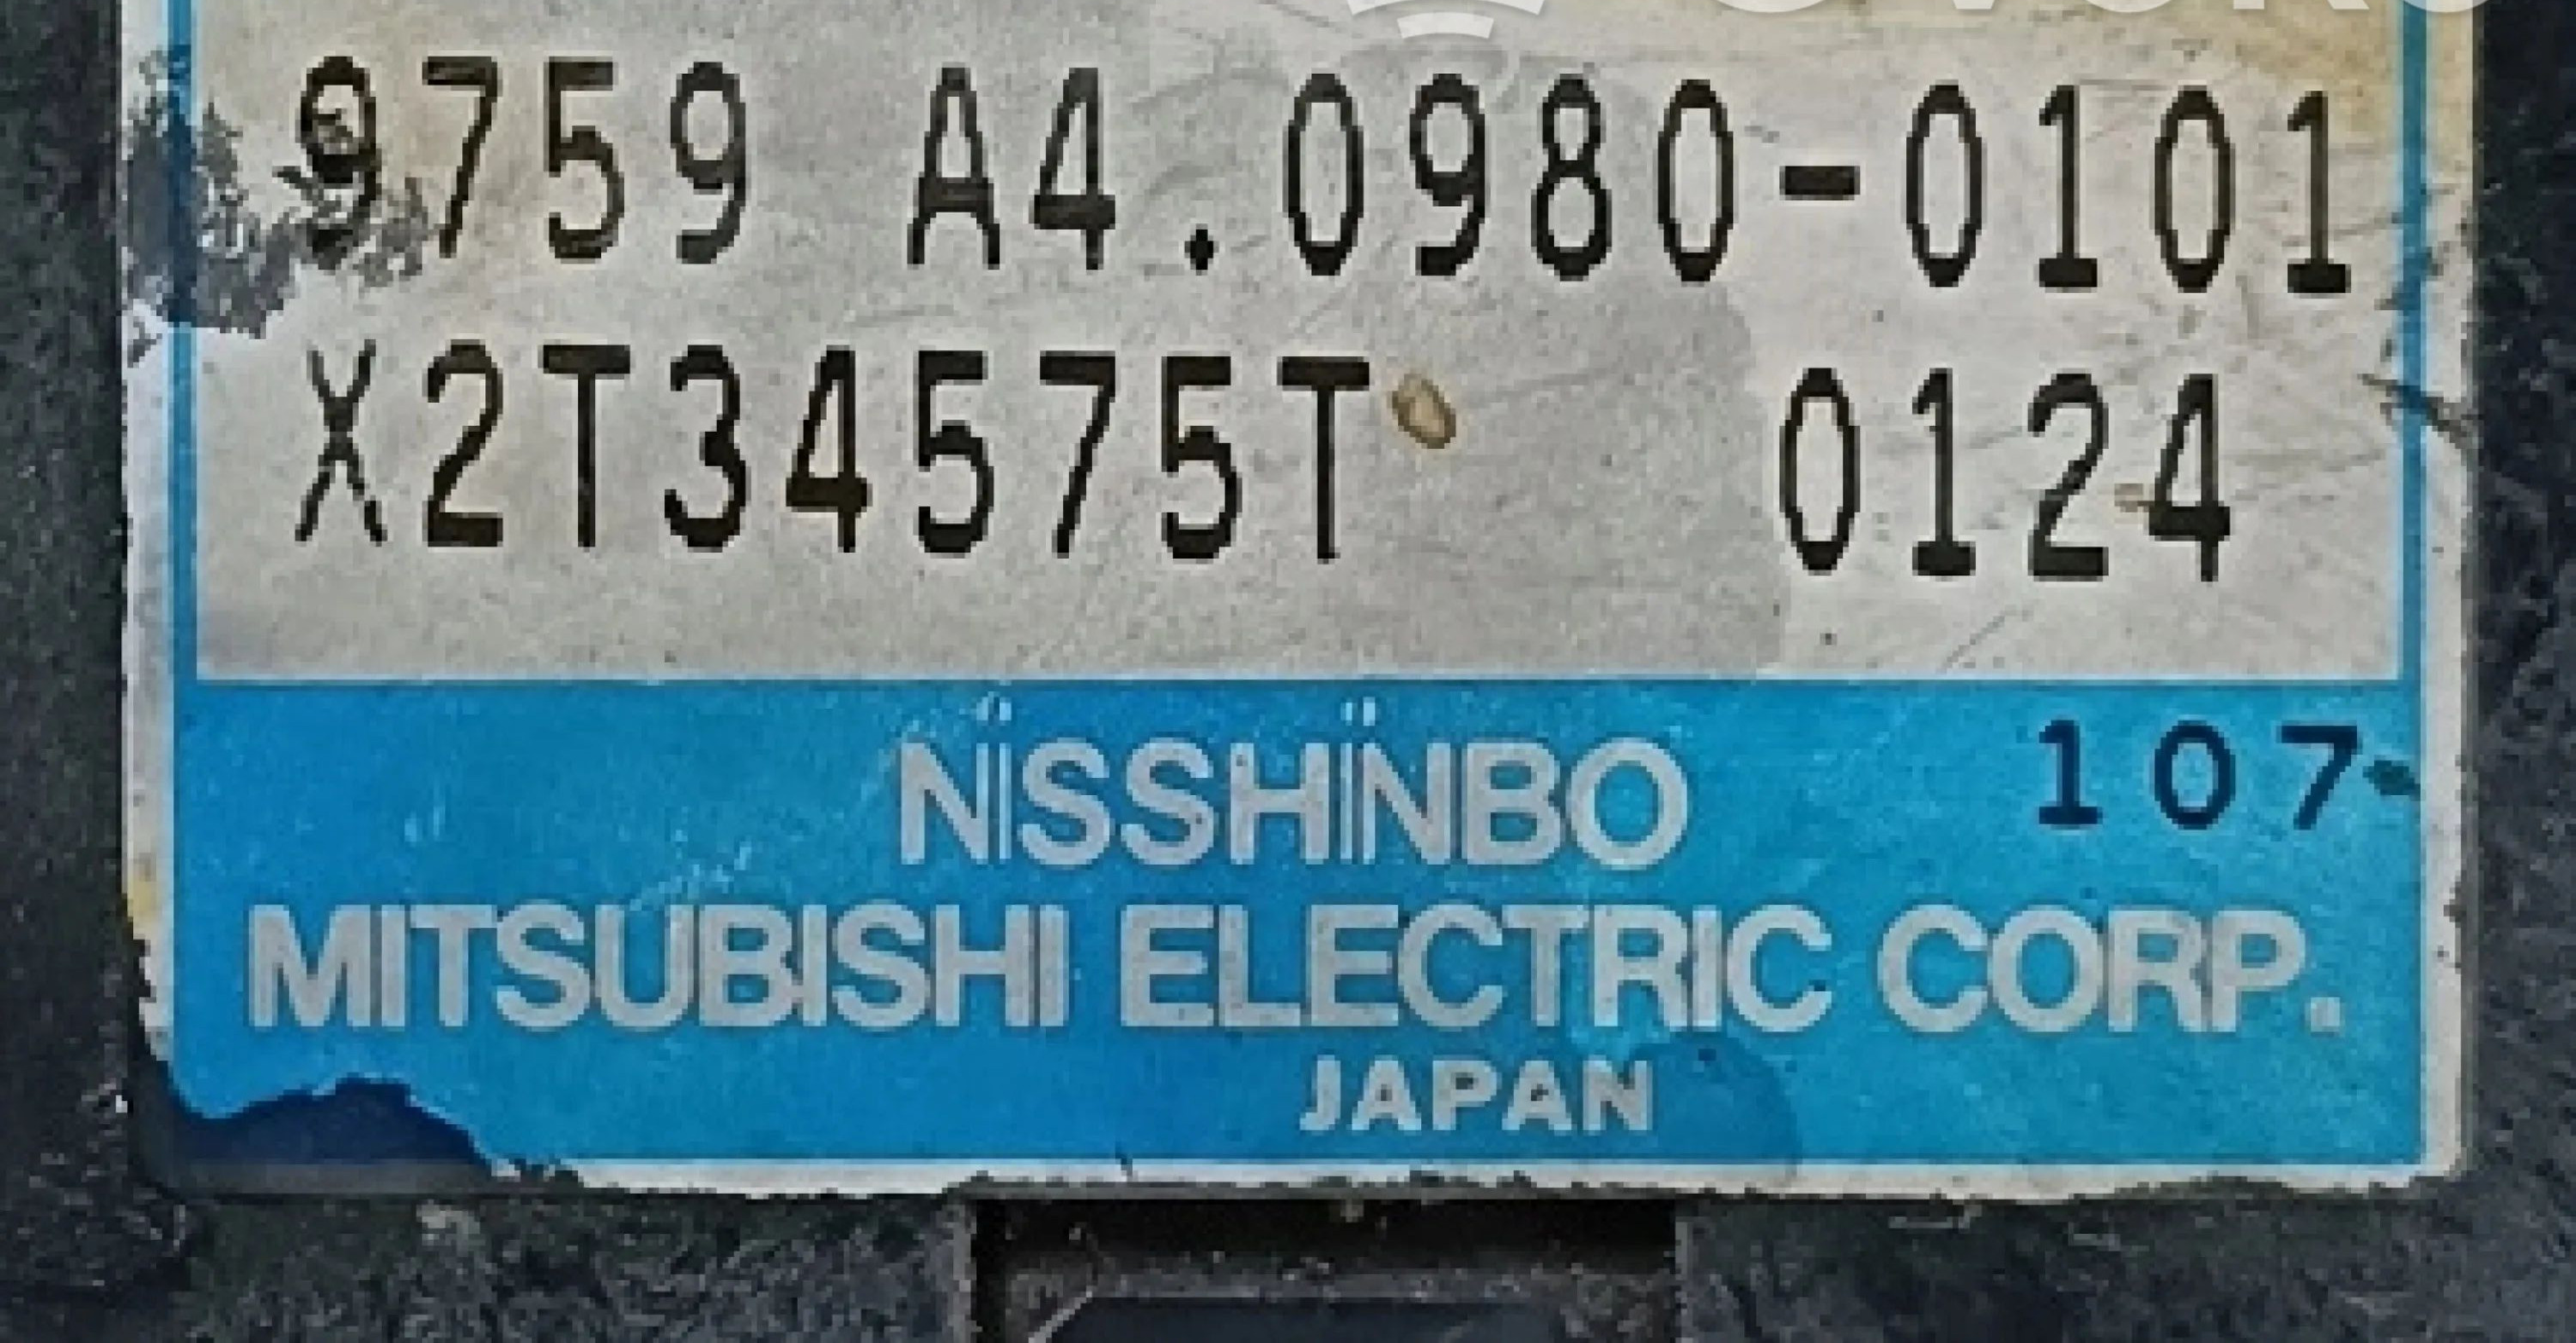 9759 A4.0980-0101
X2T34575T 0124
107
NISSHINBO
MITSUBISHI ELECTRIC CORP.
JAPAN